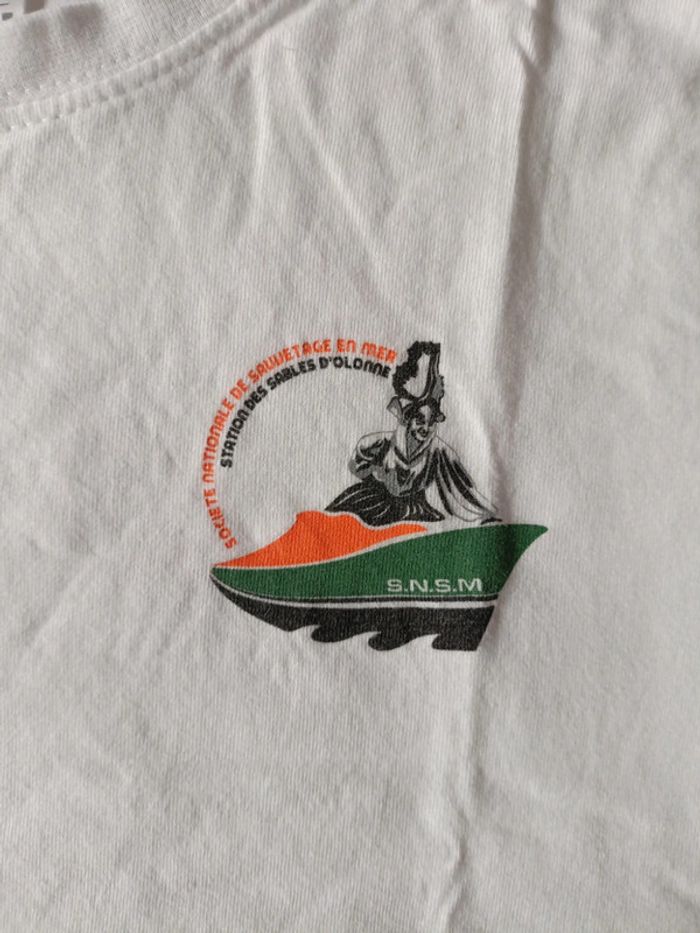 SOCIETE NATIONALE DE SAUVETAGE EN MER
STATION DES SABLES D'OLONNE
S.N.S.M